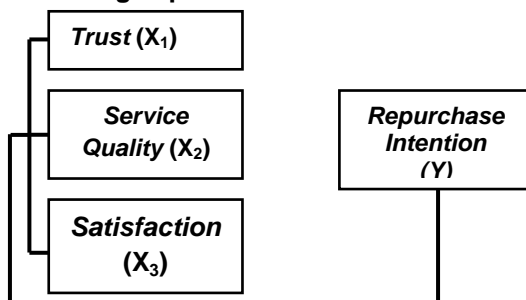 Trust (X₁)
Service
Quality (X₂)
Repurchase
Intention
(Y)
Satisfaction
(X₃)